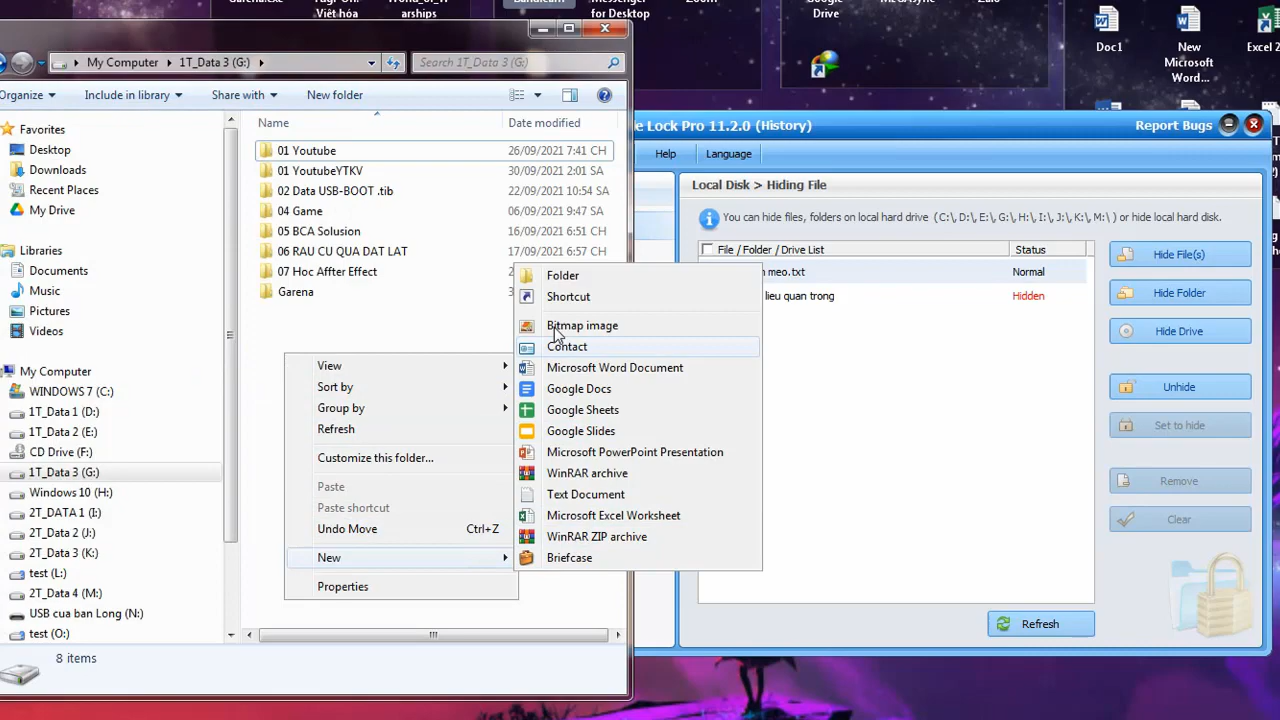 Việt hóa
arships
Messenger
for Desktop
Drive
Doc1
New
Microsoft
Word...
Excel 2
My Computer
1T_Data 3 (G:)
Search 1T_Data 3 (G:)
Organize
Include in library
Share with
New folder
Favorites
Desktop
Downloads
Recent Places
My Drive
Libraries
Documents
Music
Pictures
Videos
My Computer
WINDOWS 7 (C:)
1T_Data 1 (D:)
1T_Data 2 (E:)
CD Drive (F:)
1T_Data 3 (G:)
Windows 10 (H:)
2T_DATA 1 (I:)
2T_Data 2 (J:)
2T_Data 3 (K:)
test (L:)
2T_Data 4 (M:)
USB cua ban Long (N:)
test (O:)
8 items
Name
Date modified
01 Youtube
26/09/2021 7:41 CH
01 YoutubeYTKV
30/09/2021 2:01 SA
02 Data USB-BOOT .tib
22/09/2021 10:54 SA
04 Game
06/09/2021 9:47 SA
05 BCA Solusion
16/09/2021 6:51 CH
06 RAU CU QUA DAT LAT
17/09/2021 6:57 CH
07 Hoc Affter Effect
Garena
View
Sort by
Group by
Refresh
Customize this folder...
Paste
Paste shortcut
Undo Move
Ctrl+Z
New
Properties
Folder
Shortcut
Bitmap image
Contact
Microsoft Word Document
Google Docs
Google Sheets
Google Slides
Microsoft PowerPoint Presentation
WinRAR archive
Text Document
Microsoft Excel Worksheet
WinRAR ZIP archive
Briefcase
e Lock Pro 11.2.0 (History)
Report Bugs
Help
Language
Local Disk > Hiding File
You can hide files, folders on local hard drive (C:\, D:\, E:\, G:\, H:\, I:\, J:\, K:\, M:\) or hide local hard disk.
File / Folder / Drive List
Status
meo.txt
Normal
lieu quan trong
Hidden
Hide File(s)
Hide Folder
Hide Drive
Unhide
Set to hide
Remove
Clear
Refresh